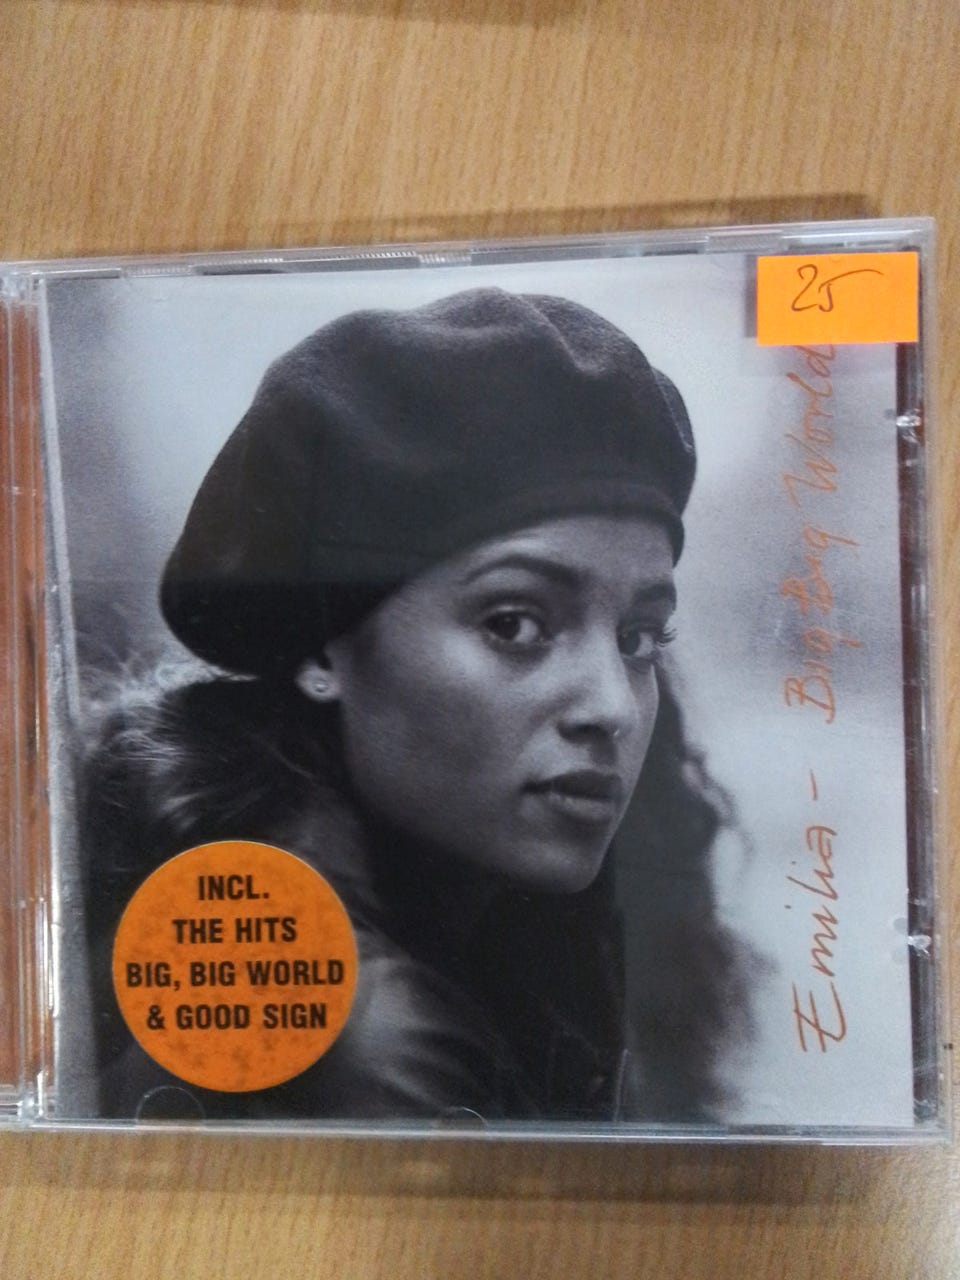 25
Emilia - Big Big World
INCL.
THE HITS
BIG, BIG WORLD
& GOOD SIGN